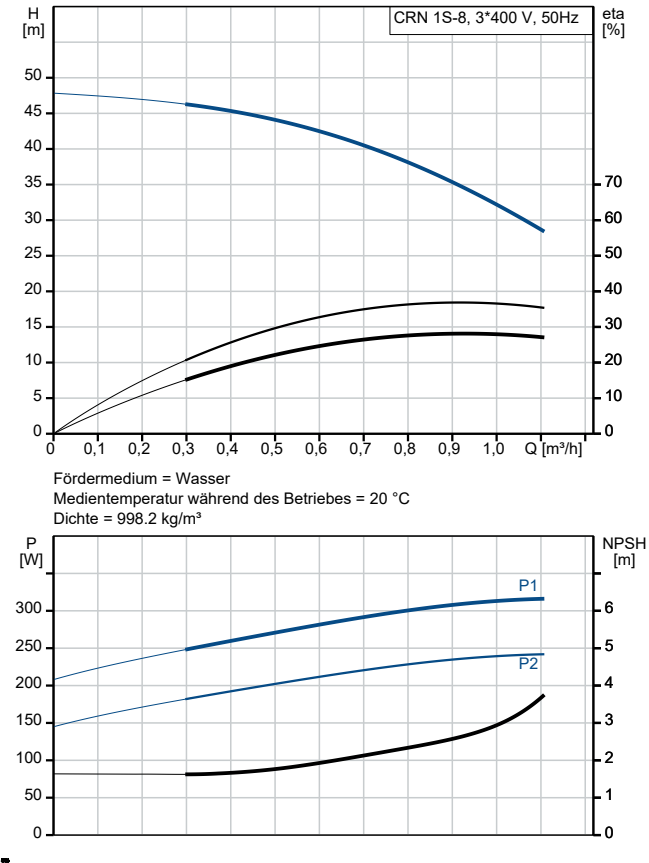 H
[m]
CRN 1S-8, 3*400 V, 50Hz
eta
[%]
50
45
40
35
30
25
20
15
10
5
0
70
60
50
40
30
20
10
0
0 0,1 0,2 0,3 0,4 0,5 0,6 0,7 0,8 0,9 1,0 Q [m³/h]
Fördermedium = Wasser
Medientemperatur während des Betriebes = 20 °C
Dichte = 998.2 kg/m³
P
[W]
NPSH
[m]
300
250
200
150
100
50
0
P1
P2
6
5
4
3
2
1
0